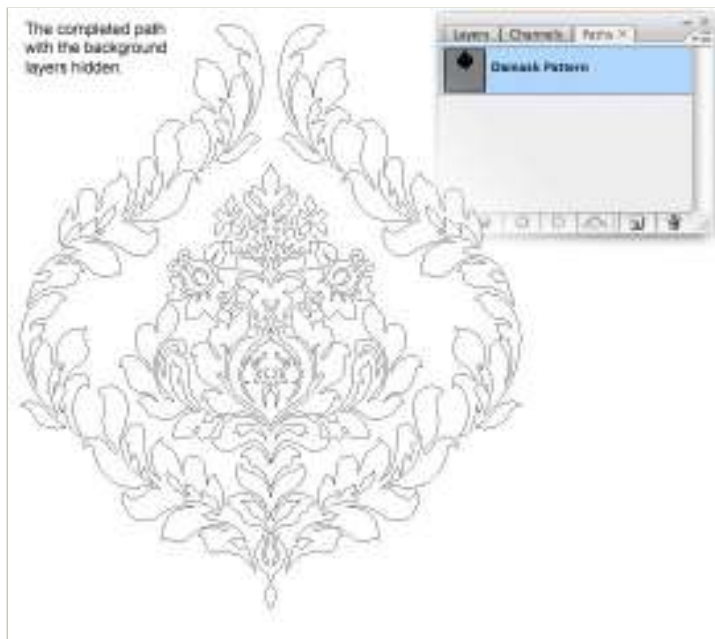 The completed path
with the background
layers hidden.
Layers Channels Paths
Damask Pattern